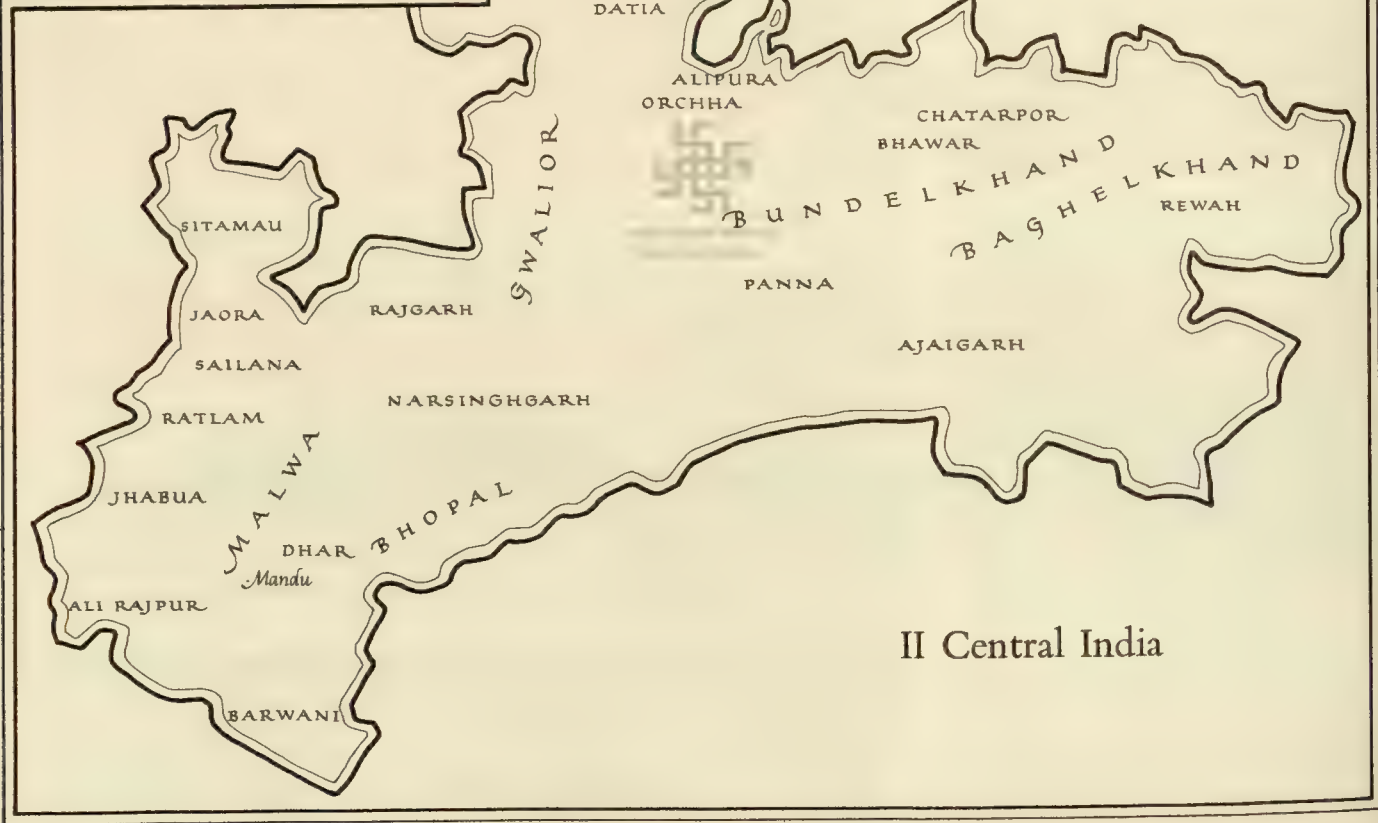 DATIA
ALIPURA
ORCHHA
CHATARPOR
BHAWAR
GWALIOR
BUNDELKHAND
BAGHELKHAND
REWAH
SITAMAU
PANNA
JAORA
RAJGARH
AJAIGARH
SAILANA
NARSINGHGARH
RATLAM
MALWA
JHABUA
BHOPAL
DHAR
Mandu
ALI RAJPUR
II Central India
BARWANI